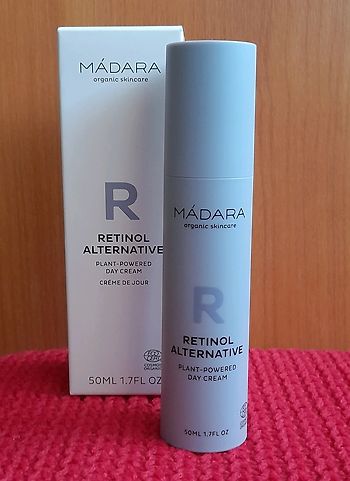 MÁDARA
organic skincare
R
RETINOL
ALTERNATIVE
PLANT-POWERED
DAY CREAM
CRÈME DE JOUR
50ML 1.7FL OZ
MÁDARA
organic skincare
R
RETINOL
ALTERNATIVE
PLANT-POWERED
DAY CREAM
50ML 1.7FL OZ